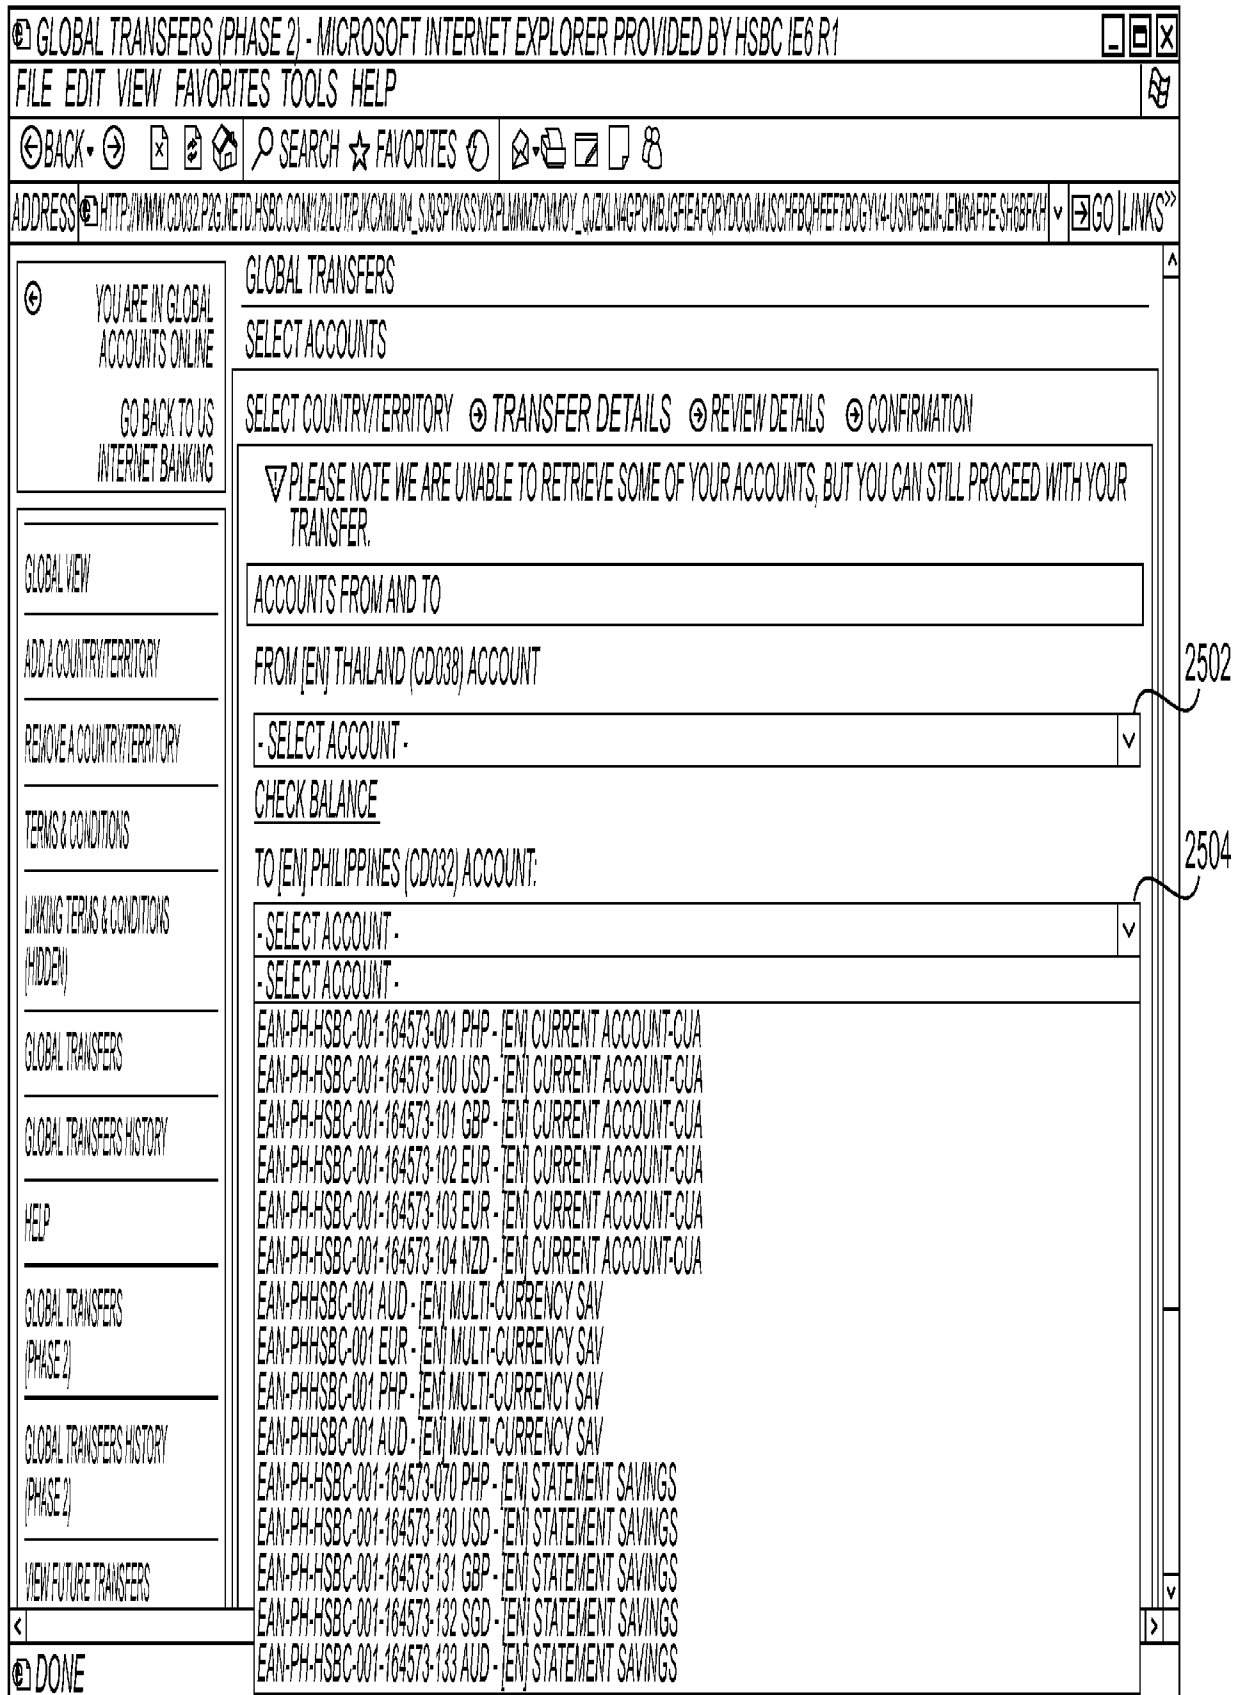 GLOBAL TRANSFERS (PHASE 2) - MICROSOFT INTERNET EXPLORER PROVIDED BY HSBC IE6 R1
FILE EDIT VIEW FAVORITES TOOLS HELP
BACK SEARCH FAVORITES
ADDRESS GO LINKS >>
YOU ARE IN GLOBAL
ACCOUNTS ONLINE
GO BACK TO US
INTERNET BANKING
GLOBAL VIEW
ADD A COUNTRY/TERRITORY
REMOVE A COUNTRY/TERRITORY
TERMS & CONDITIONS
LINKING TERMS & CONDITIONS
(HIDDEN)
GLOBAL TRANSFERS
GLOBAL TRANSFERS HISTORY
HELP
GLOBAL TRANSFERS
(PHASE 2)
GLOBAL TRANSFERS HISTORY
(PHASE 2)
VIEW FUTURE TRANSFERS
GLOBAL TRANSFERS
SELECT ACCOUNTS
SELECT COUNTRY/TERRITORY TRANSFER DETAILS REVIEW DETAILS CONFIRMATION
PLEASE NOTE WE ARE UNABLE TO RETRIEVE SOME OF YOUR ACCOUNTS, BUT YOU CAN STILL PROCEED WITH YOUR
TRANSFER.
ACCOUNTS FROM AND TO
FROM [EN] THAILAND (CD038) ACCOUNT
2502
- SELECT ACCOUNT -
CHECK BALANCE
TO [EN] PHILIPPINES (CD032) ACCOUNT:
2504
- SELECT ACCOUNT -
- SELECT ACCOUNT -
EAN-PH-HSBC-001-164573-001 PHP - [EN] CURRENT ACCOUNT-CUA
EAN-PH-HSBC-001-164573-100 USD - [EN] CURRENT ACCOUNT-CUA
EAN-PH-HSBC-001-164573-101 GBP - [EN] CURRENT ACCOUNT-CUA
EAN-PH-HSBC-001-164573-102 EUR - [EN] CURRENT ACCOUNT-CUA
EAN-PH-HSBC-001-164573-103 EUR - [EN] CURRENT ACCOUNT-CUA
EAN-PH-HSBC-001-164573-104 NZD - [EN] CURRENT ACCOUNT-CUA
EAN-PHHSBC-001 AUD - [EN] MULTI-CURRENCY SAV
EAN-PHHSBC-001 EUR - [EN] MULTI-CURRENCY SAV
EAN-PHHSBC-001 PHP - [EN] MULTI-CURRENCY SAV
EAN-PHHSBC-001 AUD - [EN] MULTI-CURRENCY SAV
EAN-PH-HSBC-001-164573-070 PHP - [EN] STATEMENT SAVINGS
EAN-PH-HSBC-001-164573-130 USD - [EN] STATEMENT SAVINGS
EAN-PH-HSBC-001-164573-131 GBP - [EN] STATEMENT SAVINGS
EAN-PH-HSBC-001-164573-132 SGD - [EN] STATEMENT SAVINGS
EAN-PH-HSBC-001-164573-133 AUD - [EN] STATEMENT SAVINGS
DONE